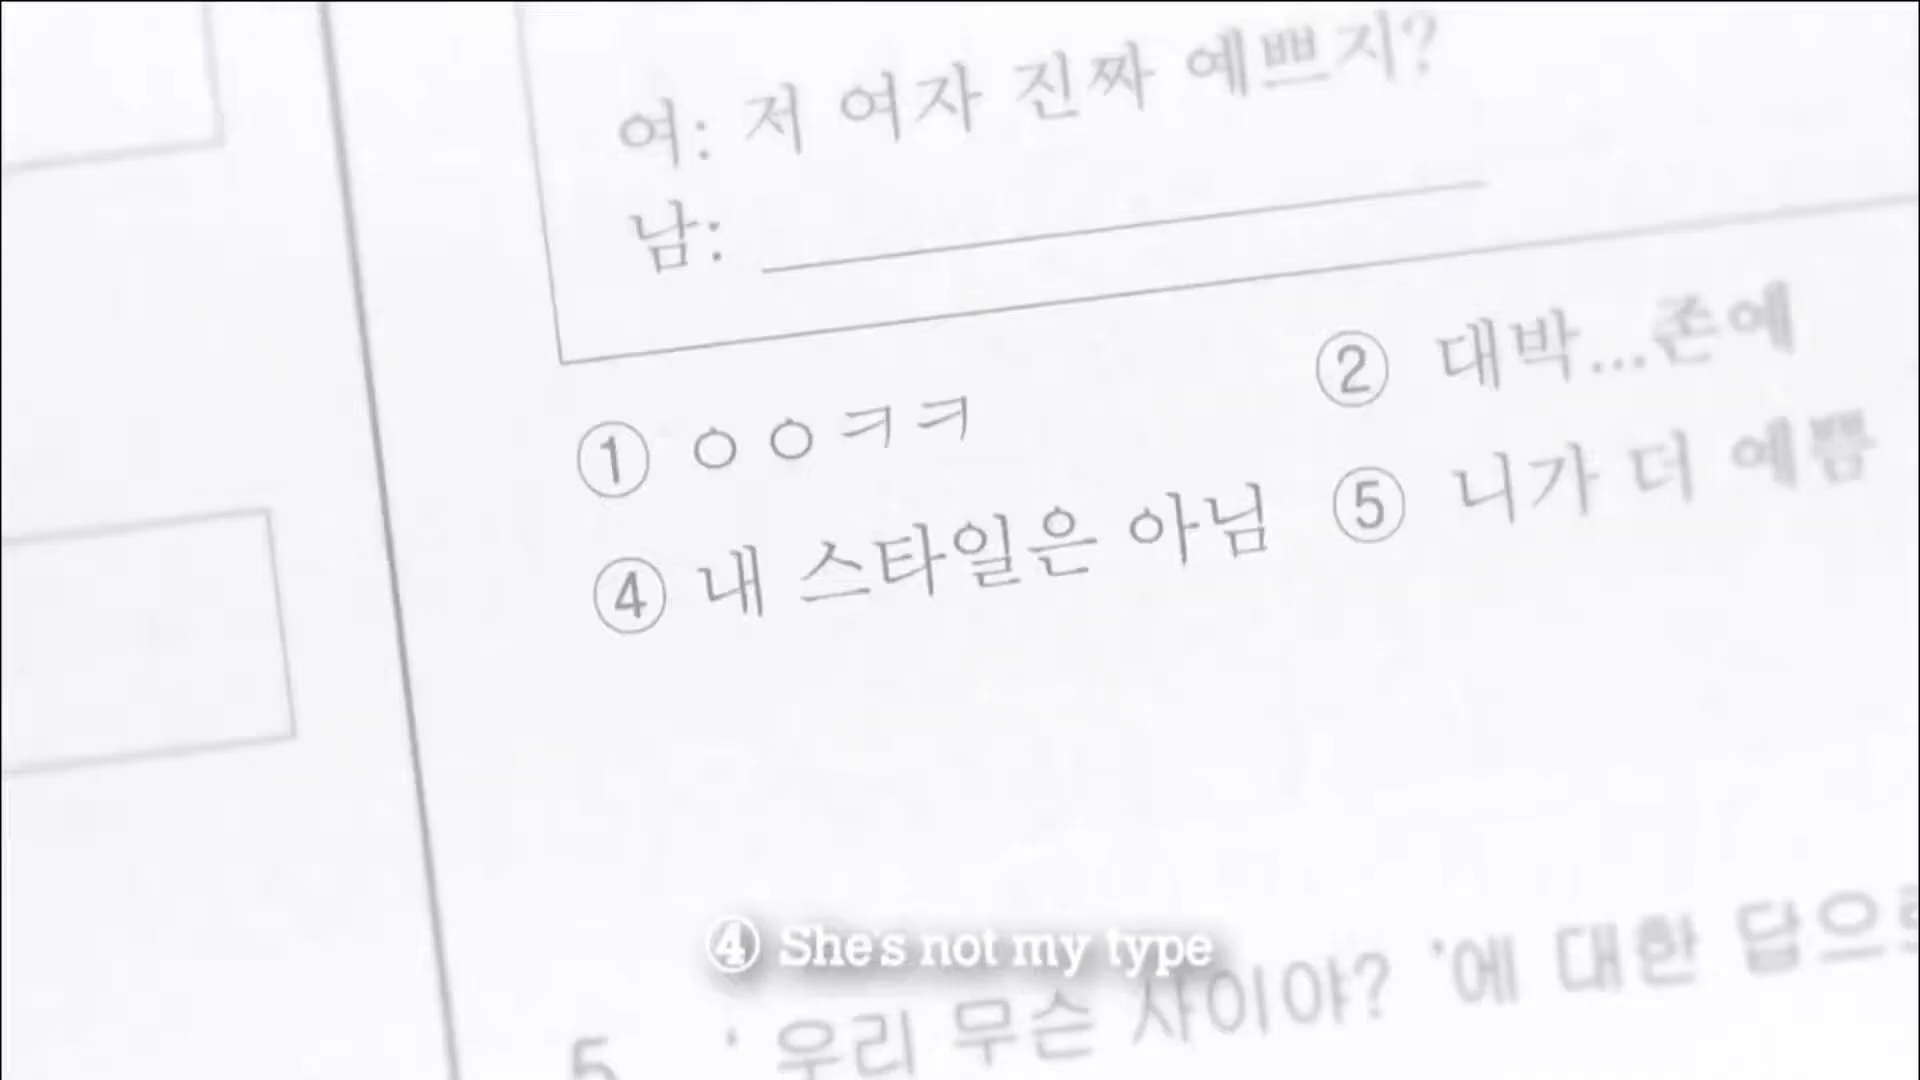 여: 저 여자 진짜 예쁘지?
남:
① ㅇㅇㅋㅋ
② 대박...존예
④ 내 스타일은 아님
⑤ 니가 더 예쁨
④ She's not my type
5 '우리 무슨 사이야? '에 대한 답으로